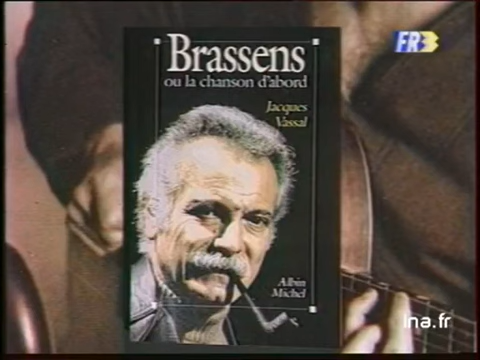 FR3
Brassens
ou la chanson d'abord
Jacques
Vassal
Albin
Michel
ina.fr